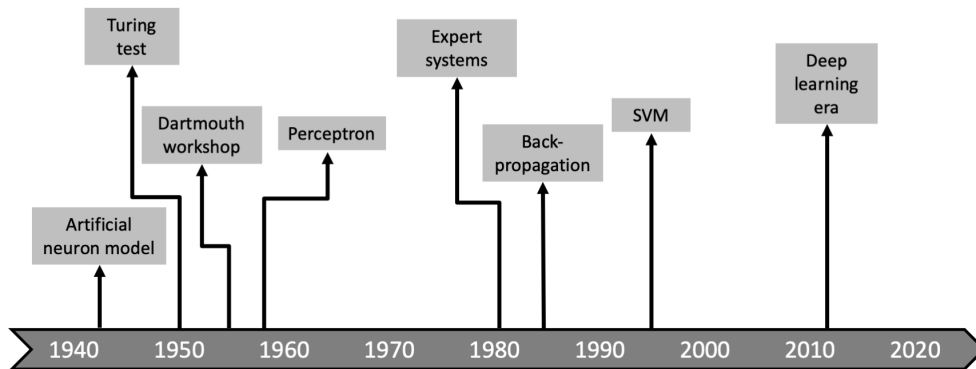 Turing
test
Expert
systems
Deep
learning
era
Dartmouth
workshop
Perceptron
SVM
Back-
propagation
Artificial
neuron model
1940 1950 1960 1970 1980 1990 2000 2010 2020